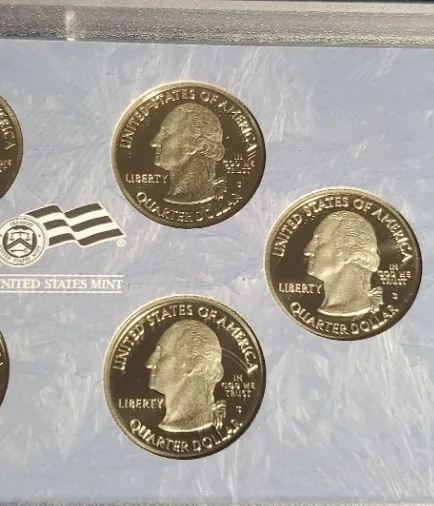 UNITED STATES OF AMERICA
LIBERTY
IN
GOD WE
TRUST
S
QUARTER DOLLAR
UNITED STATES OF AMERICA
LIBERTY
IN
GOD WE
TRUST
S
QUARTER DOLLAR
UNITED STATES MINT
UNITED STATES OF AMERICA
LIBERTY
IN
GOD WE
TRUST
S
QUARTER DOLLAR